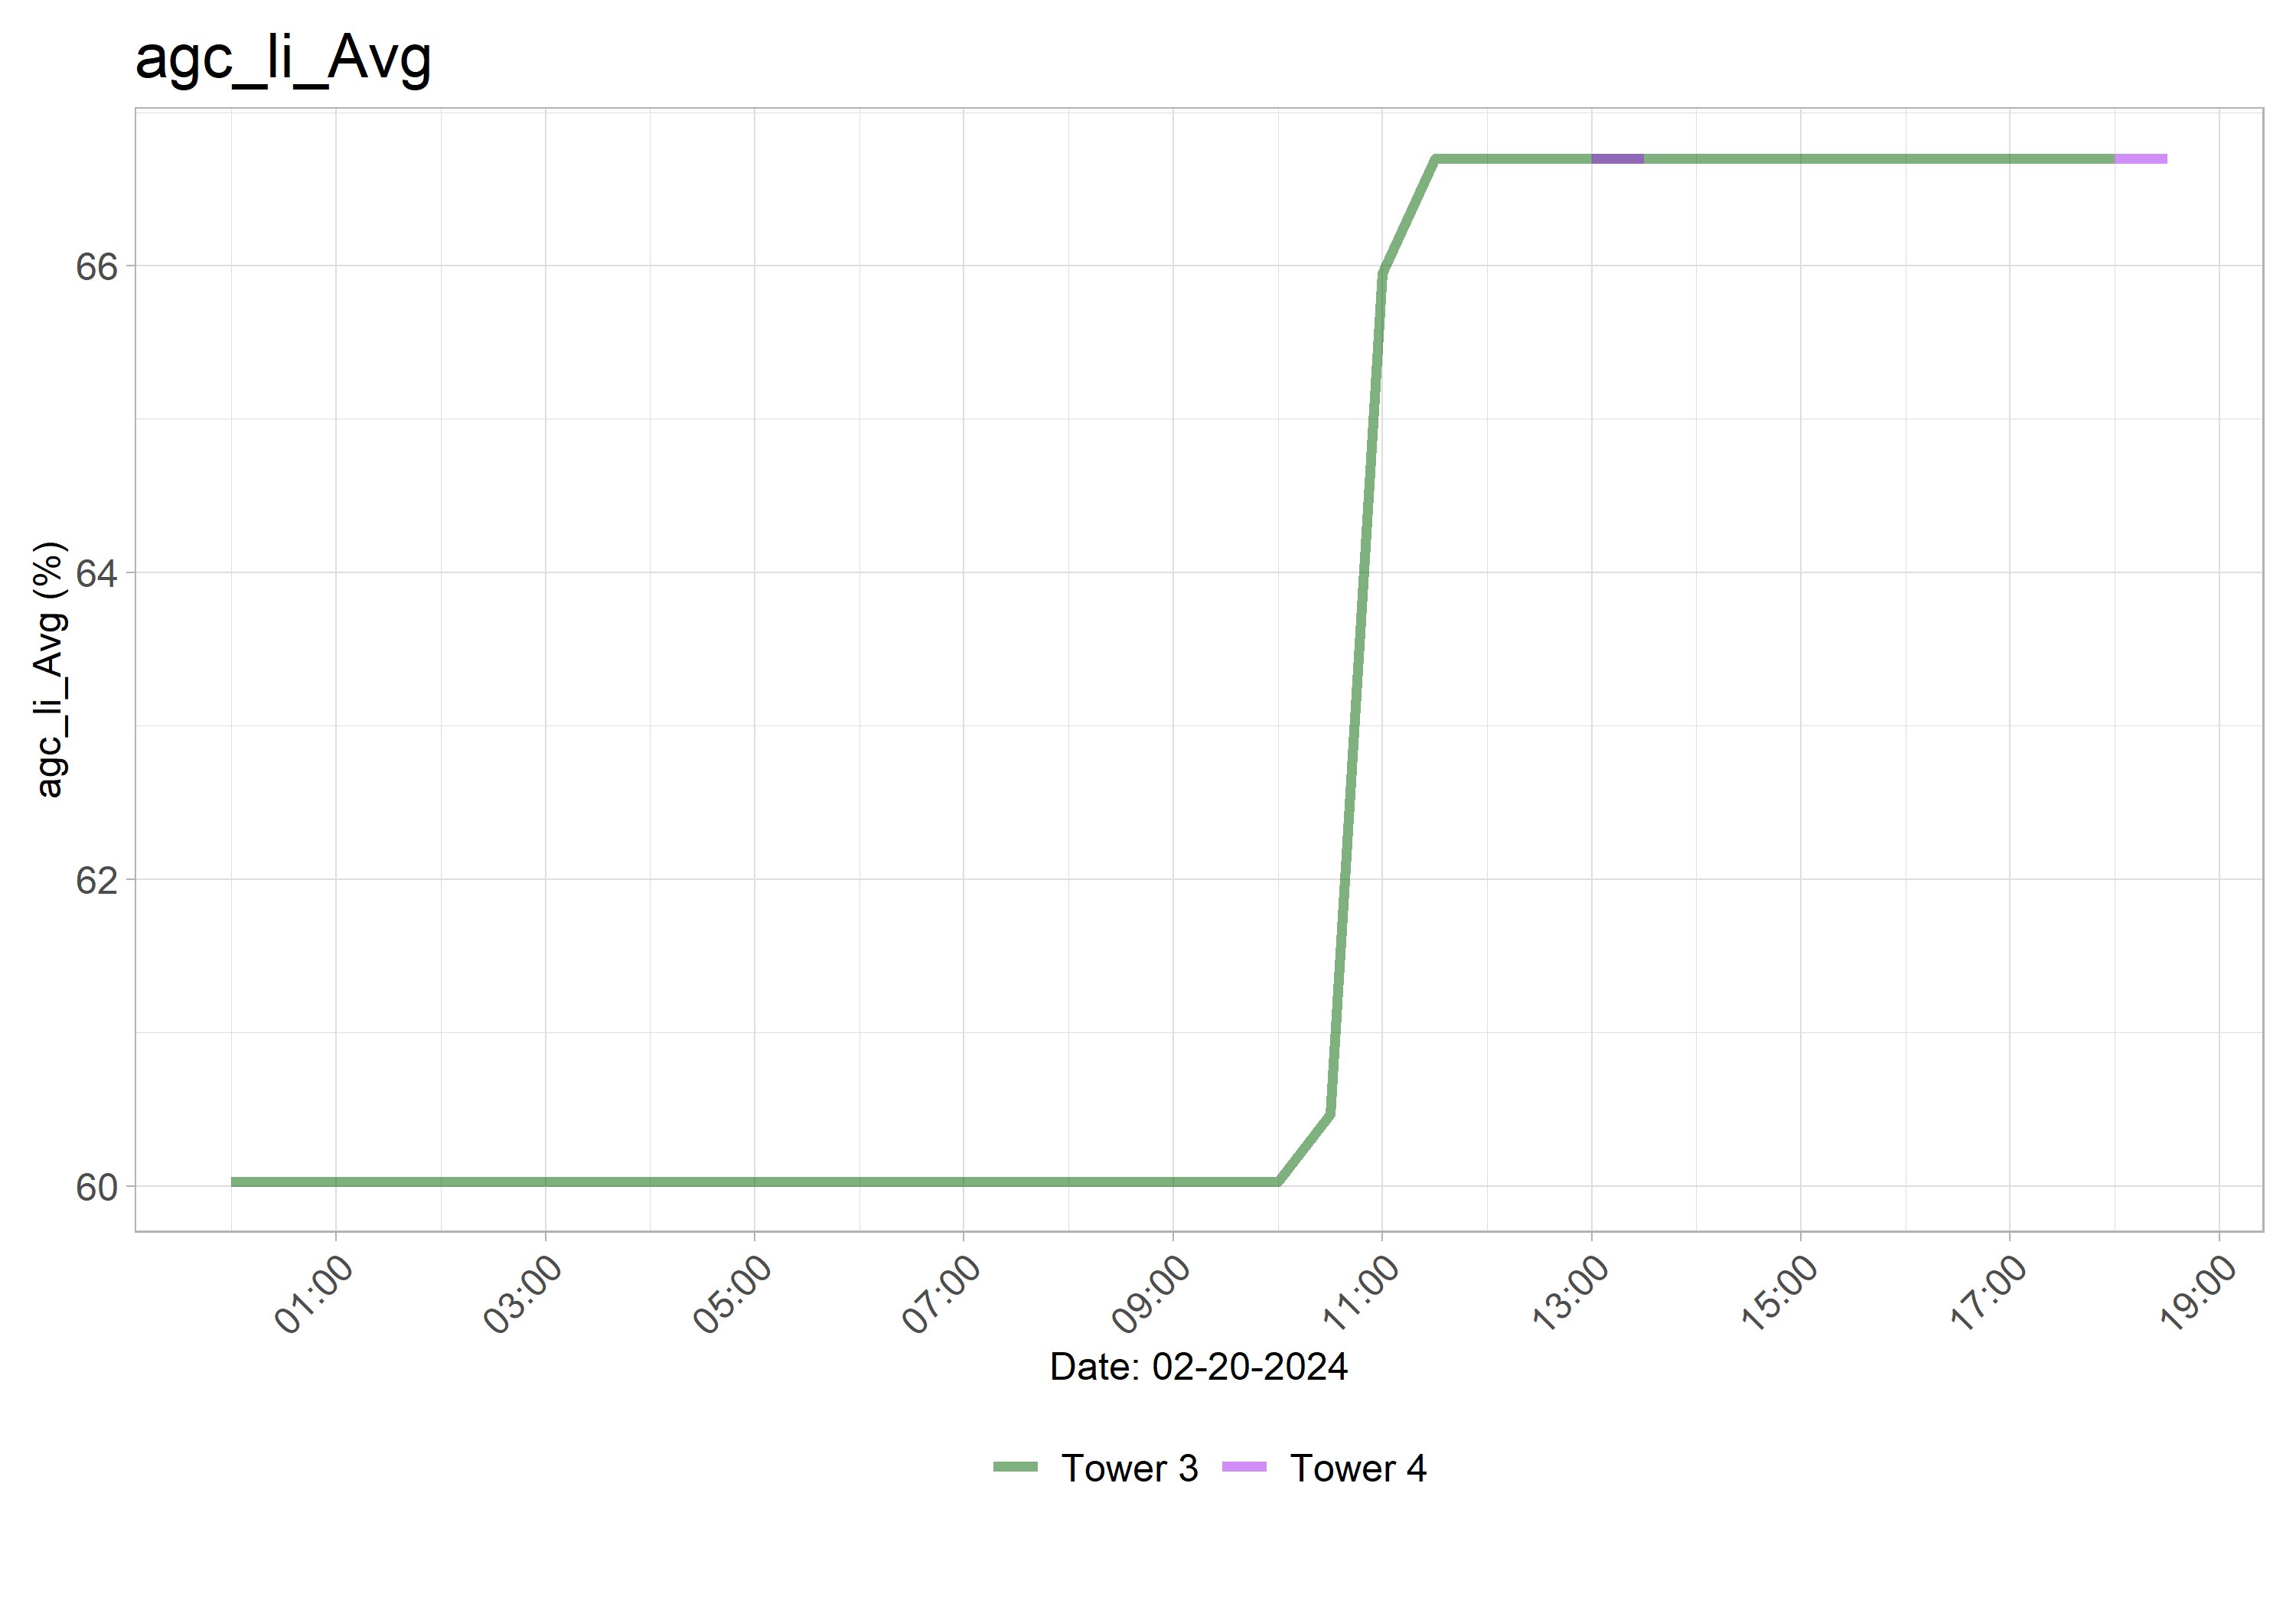 agc_li_Avg
agc_li_Avg (%)
66
64
62
60
01:00 03:00 05:00 07:00 09:00 11:00 13:00 15:00 17:00 19:00
Date: 02-20-2024
Tower 3 Tower 4